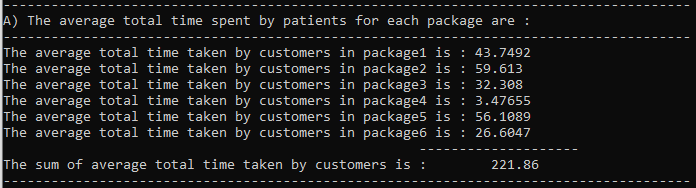 --------------------------------------------------------------------------------------
A) The average total time spent by patients for each package are :
--------------------------------------------------------------------------------------
The average total time taken by customers in package1 is : 43.7492
The average total time taken by customers in package2 is : 59.613
The average total time taken by customers in package3 is : 32.308
The average total time taken by customers in package4 is : 3.47655
The average total time taken by customers in package5 is : 56.1089
The average total time taken by customers in package6 is : 26.6047
--------------------
The sum of average total time taken by customers is : 221.86
--------------------------------------------------------------------------------------